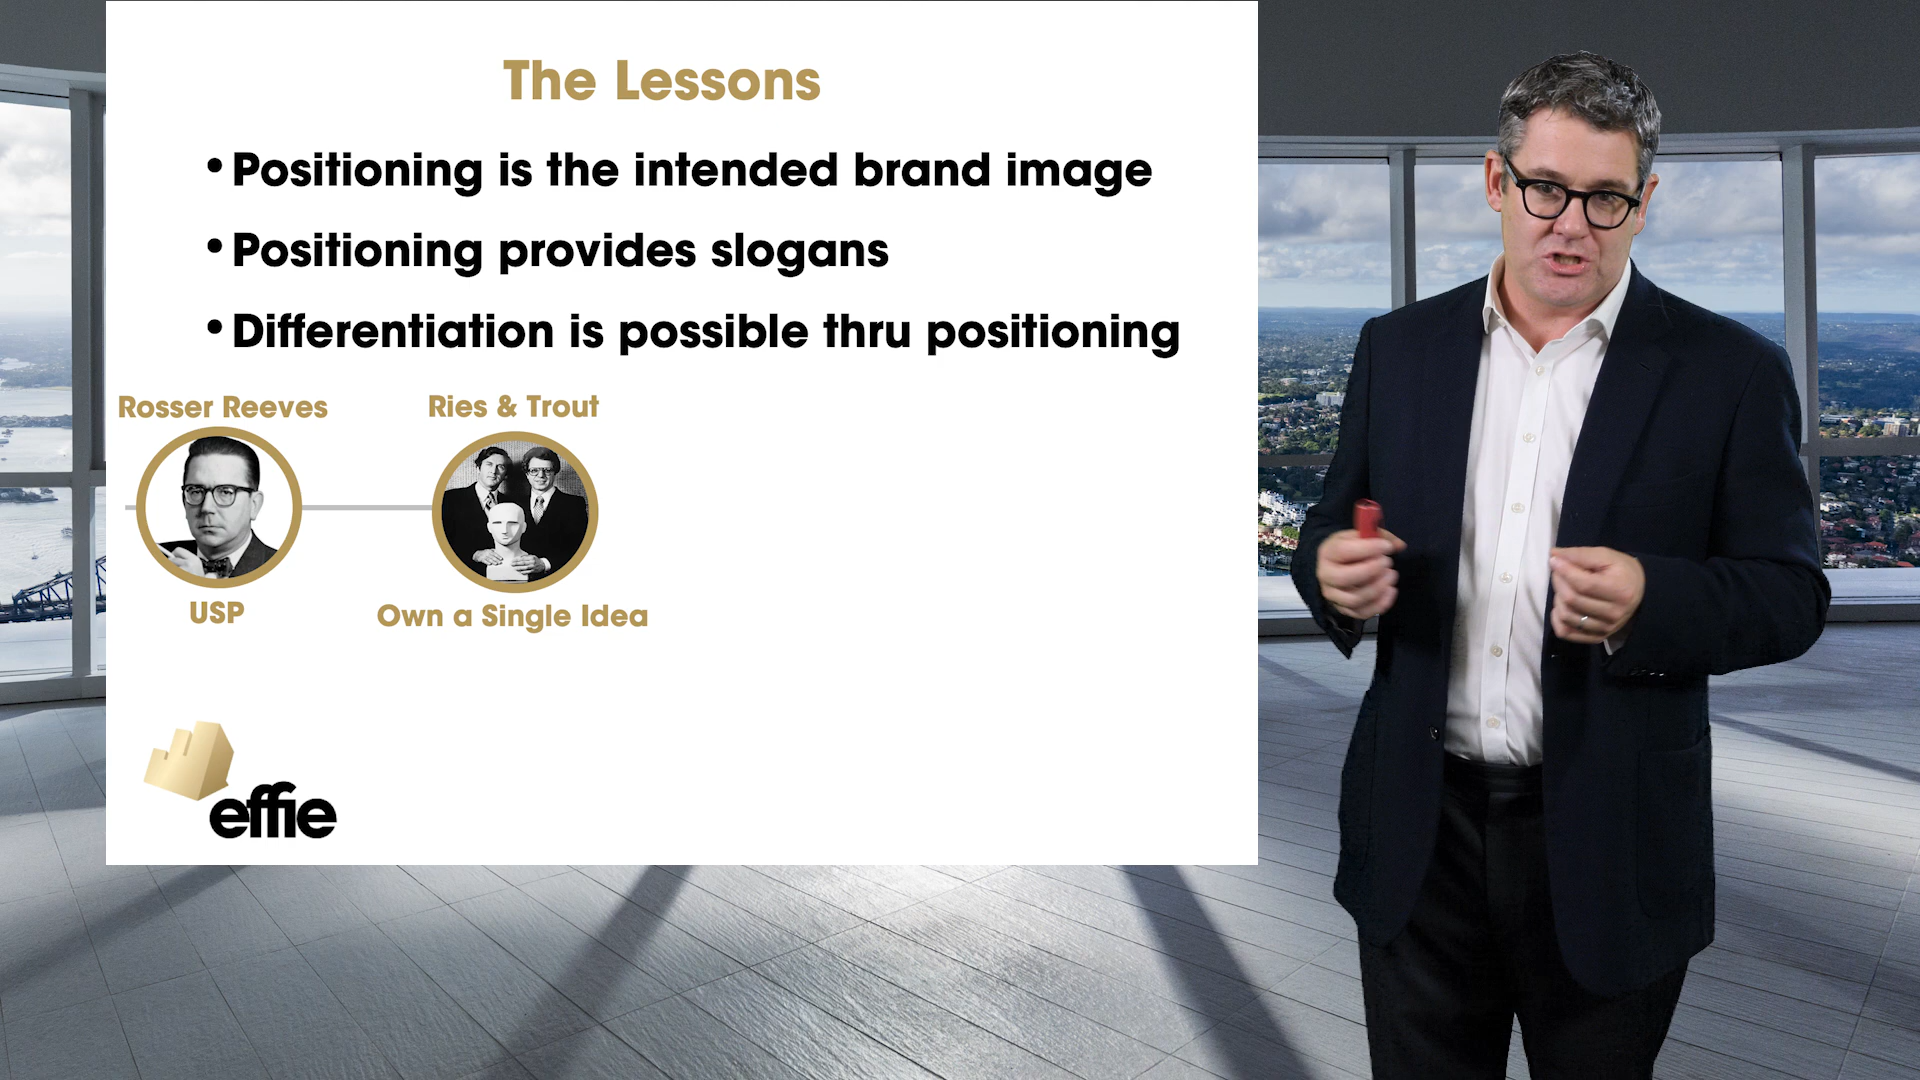 The Lessons
• Positioning is the intended brand image
• Positioning provides slogans
• Differentiation is possible thru positioning
Rosser Reeves
Ries & Trout
USP
Own a Single Idea
effie